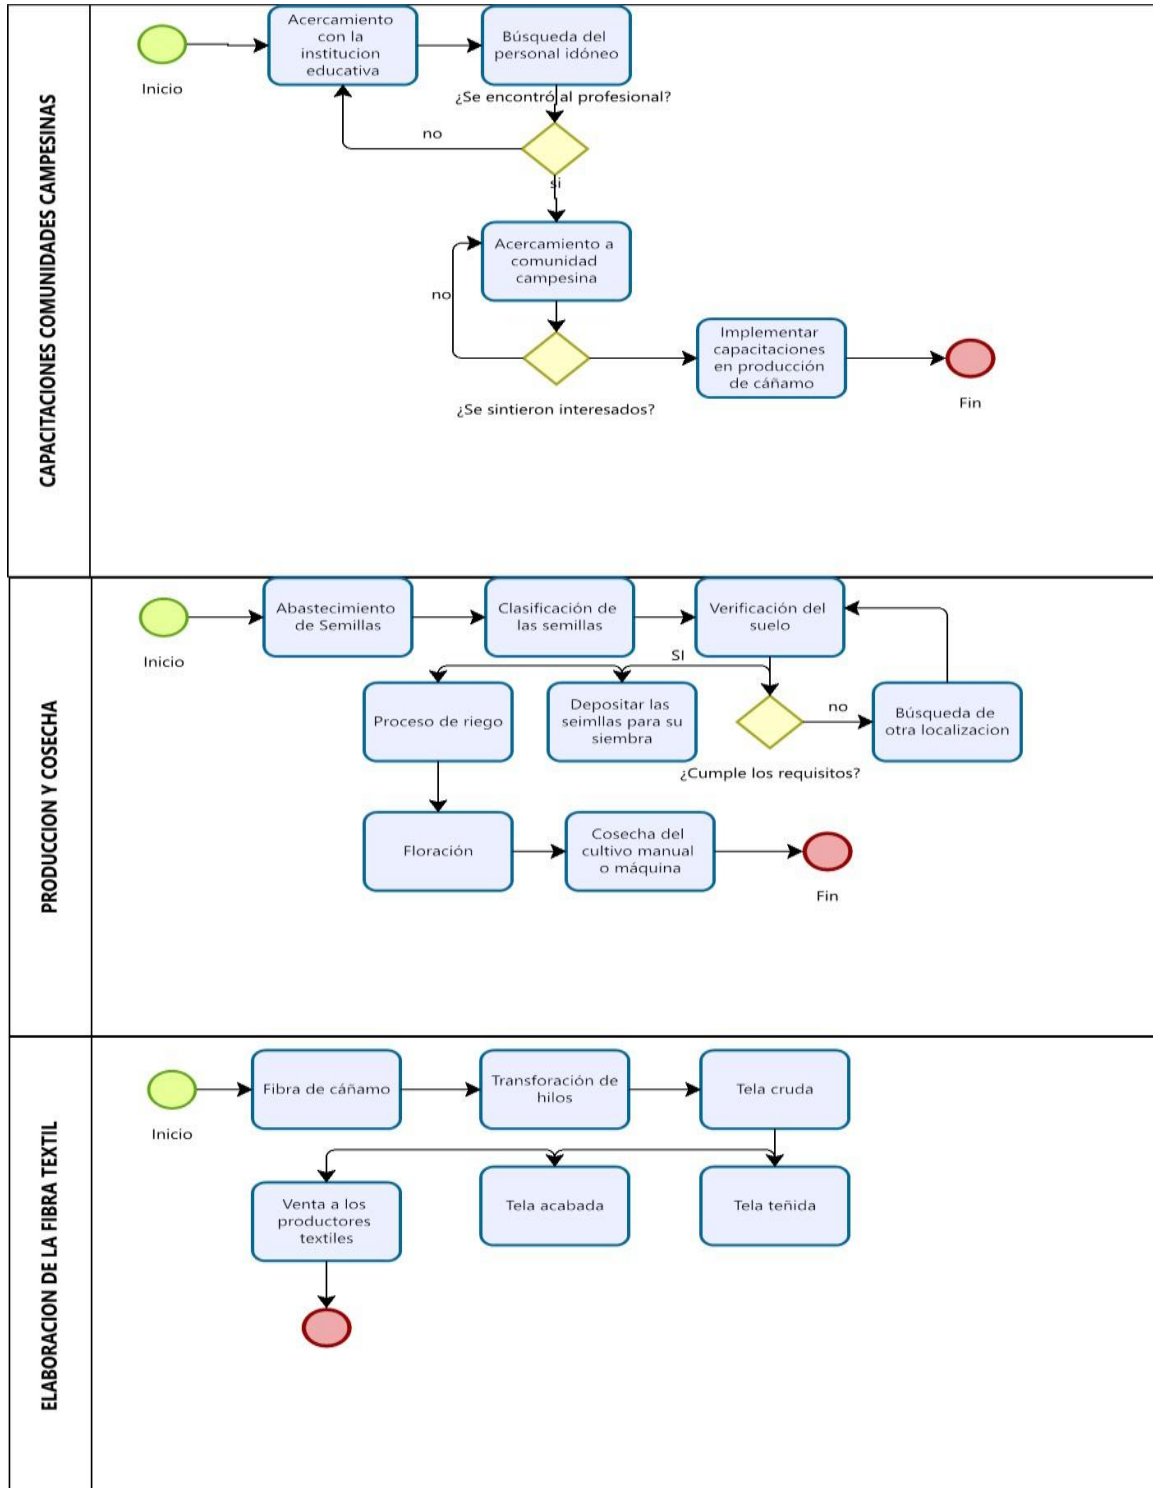 CAPACITACIONES COMUNIDADES CAMPESINAS
Inicio
Acercamiento
con la
institucion
educativa
Búsqueda del
personal idóneo
¿Se encontró al profesional?
no
si
Acercamiento a
comunidad
campesina
no
¿Se sintieron interesados?
Implementar
capacitaciones
en producción
de cáñamo
Fin
PRODUCCION Y COSECHA
Inicio
Abastecimiento
de Semillas
Clasificación de
las semillas
Verificación del
suelo
SI
Proceso de riego
Depositar las
seimllas para su
siembra
¿Cumple los requisitos?
no
Búsqueda de
otra localizacion
Floración
Cosecha del
cultivo manual
o máquina
Fin
ELABORACION DE LA FIBRA TEXTIL
Inicio
Fibra de cáñamo
Transforación de
hilos
Tela cruda
Venta a los
productores
textiles
Tela acabada
Tela teñida